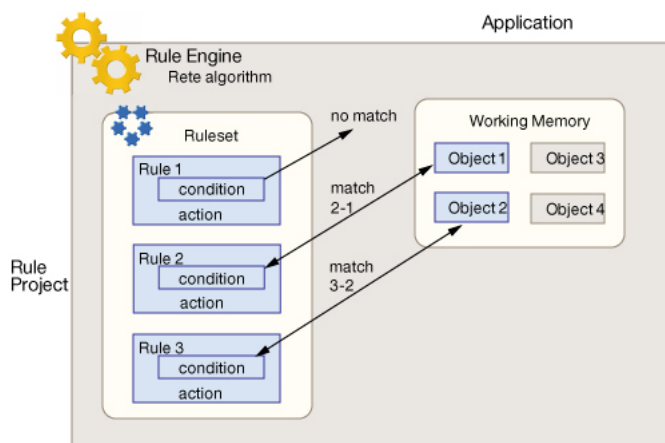 Application
Rule Engine
Rete algorithm
Ruleset
Rule 1
condition
action
Rule 2
condition
action
Rule 3
condition
action
no match
match
2-1
match
3-2
Working Memory
Object 1
Object 3
Object 2
Object 4
Rule
Project